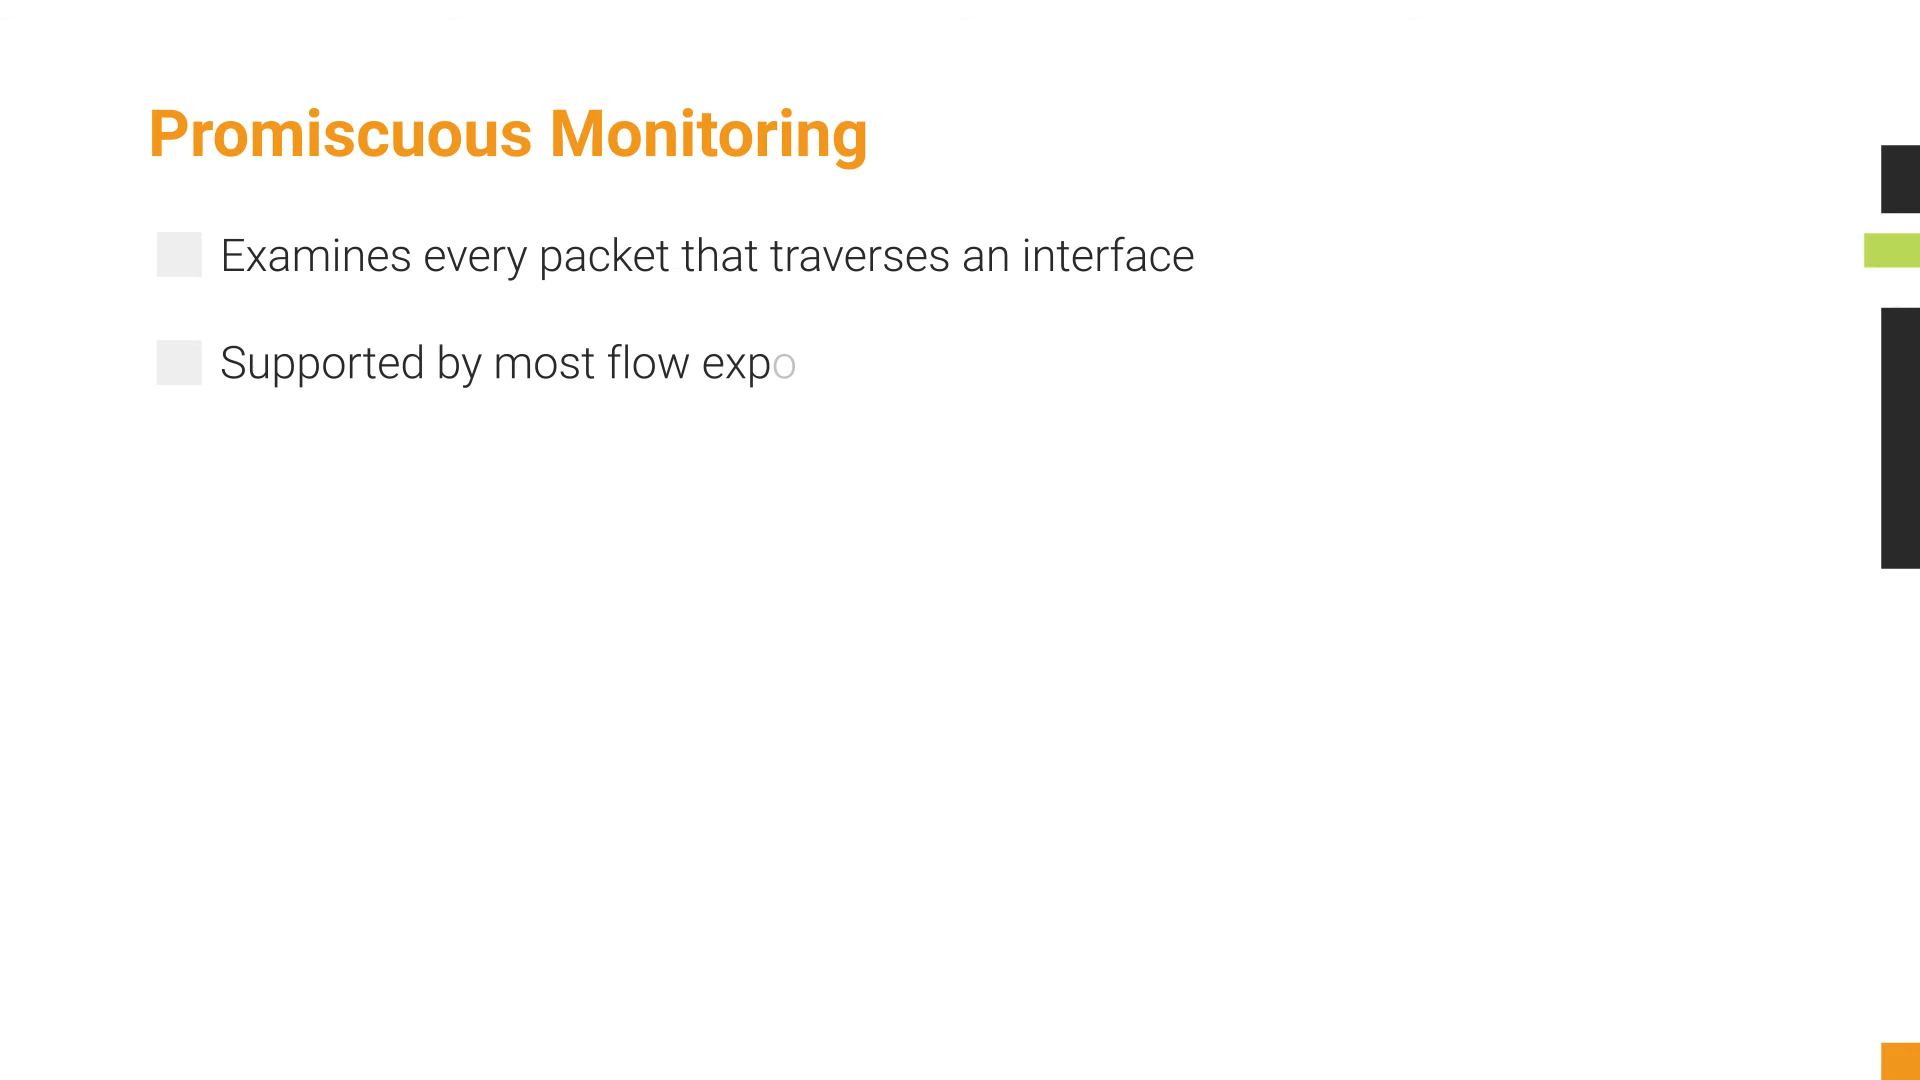 Promiscuous Monitoring
Examines every packet that traverses an interface
Supported by most flow expo